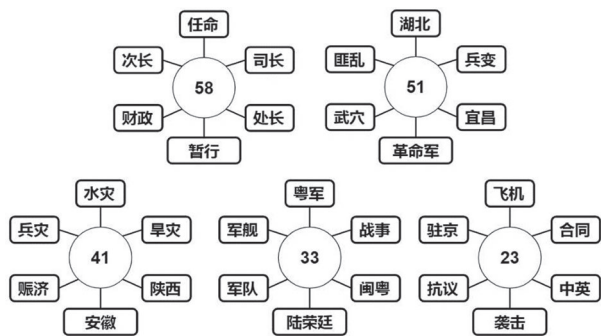 任命
次长 司长
58
财政 处长
暂行
湖北
匪乱 兵变
51
武穴 宜昌
革命军
水灾
兵灾 旱灾
41
赈济 陕西
安徽
粤军
军舰 战事
33
军队 闽粤
陆荣廷
飞机
驻京 合同
23
抗议 中英
袭击